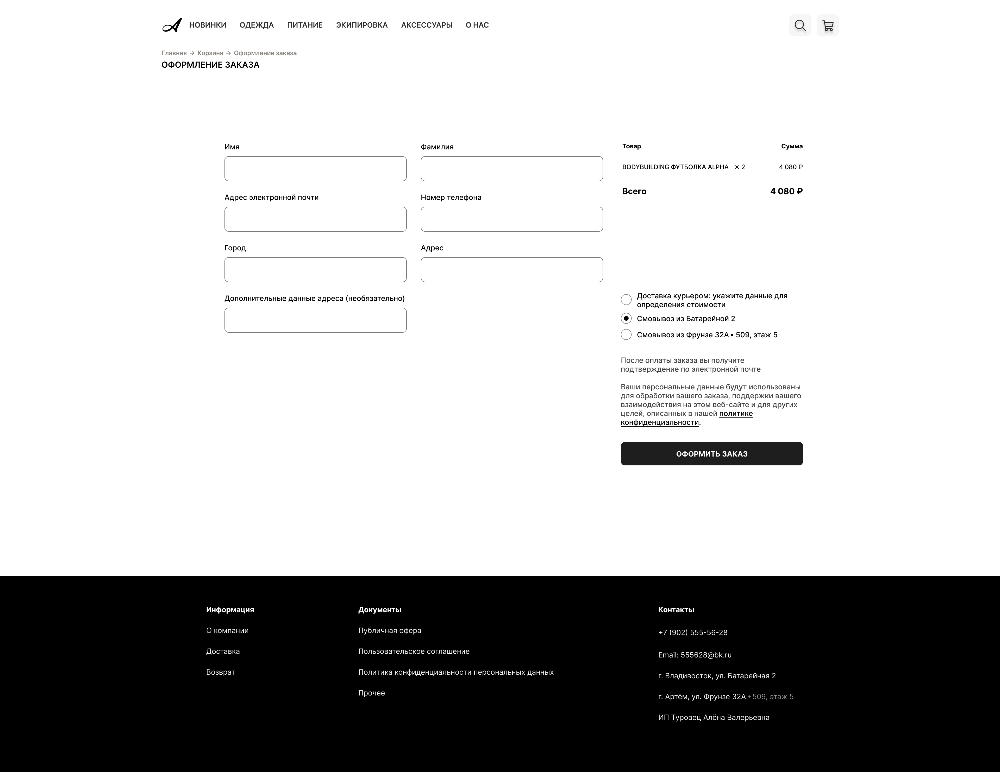 НОВИНКИ ОДЕЖДА ПИТАНИЕ ЭКИПИРОВКА АКСЕССУАРЫ О НАС
Главная → Корзина → Оформление заказа
ОФОРМЛЕНИЕ ЗАКАЗА
Имя
Фамилия
Адрес электронной почти
Номер телефона
Город
Адрес
Дополнительные данные адреса (необязательно)
Товар Сумма
BODYBUILDING ФУТБОЛКА ALPHA × 2 4 080 ₽
Всего 4 080 ₽
Доставка курьером: укажите данные для
определения стоимости
Смовывоз из Батарейной 2
Смовывоз из Фрунзе 32А • 509, этаж 5
После оплаты заказа вы получите
подтверждение по электронной почте
Ваши персональные данные будут использованы
для обработки вашего заказа, поддержки вашего
взаимодействия на этом веб-сайте и для других
целей, описанных в нашей политике
конфиденциальности.
ОФОРМИТЬ ЗАКАЗ
Информация
О компании
Доставка
Возврат
Документы
Публичная офера
Пользовательское соглашение
Политика конфиденциальности персональных данных
Прочее
Контакты
+7 (902) 555-56-28
Email: 555628@bk.ru
г. Владивосток, ул. Батарейная 2
г. Артём, ул. Фрунзе 32А • 509, этаж 5
ИП Туровец Алёна Валерьевна